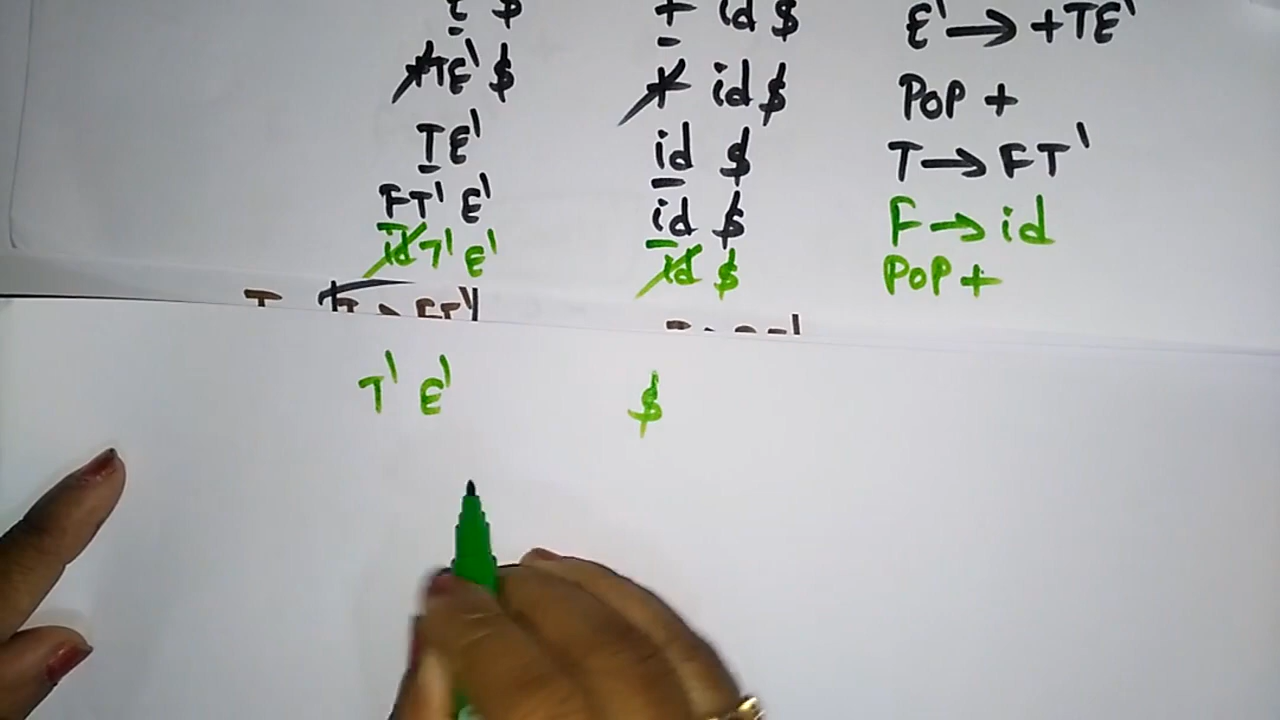 $ + id $ E' → +TE'
+TE' $ + id $ POP +
TE' id $ T → FT'
FT' E' id $ F → id
id T' E' id $ POP +
T' E' $